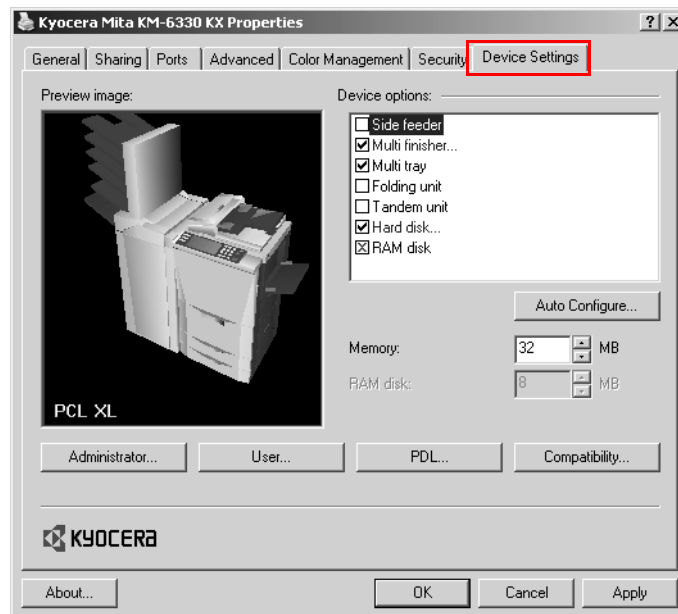 Kyocera Mita KM-6330 KX Properties
General Sharing Ports Advanced Color Management Security Device Settings
Preview image: Device options:
Side feeder
Multi finisher...
Multi tray
Folding unit
Tandem unit
Hard disk...
RAM disk
Auto Configure...
Memory: 32 MB
RAM disk: 8 MB
PCL XL
Administrator... User... PDL... Compatibility...
KYOCERA
About... OK Cancel Apply